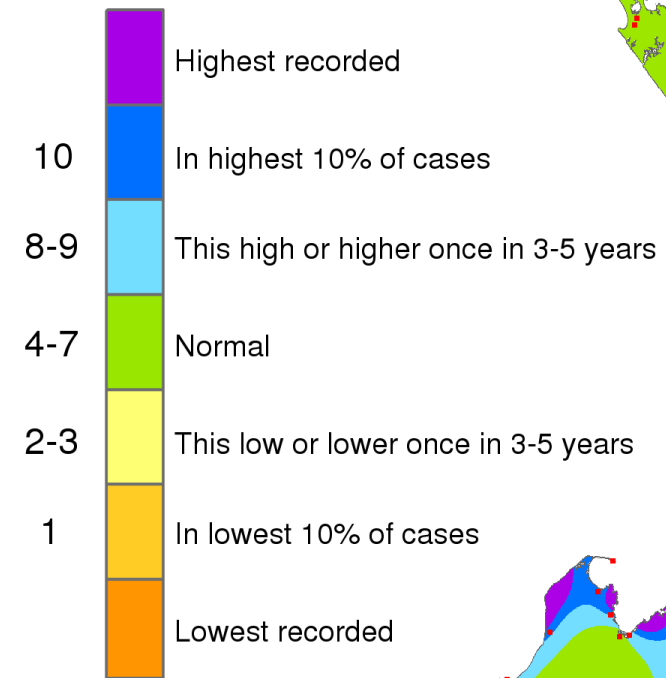 Highest recorded
10 In highest 10% of cases
8-9 This high or higher once in 3-5 years
4-7 Normal
2-3 This low or lower once in 3-5 years
1 In lowest 10% of cases
Lowest recorded